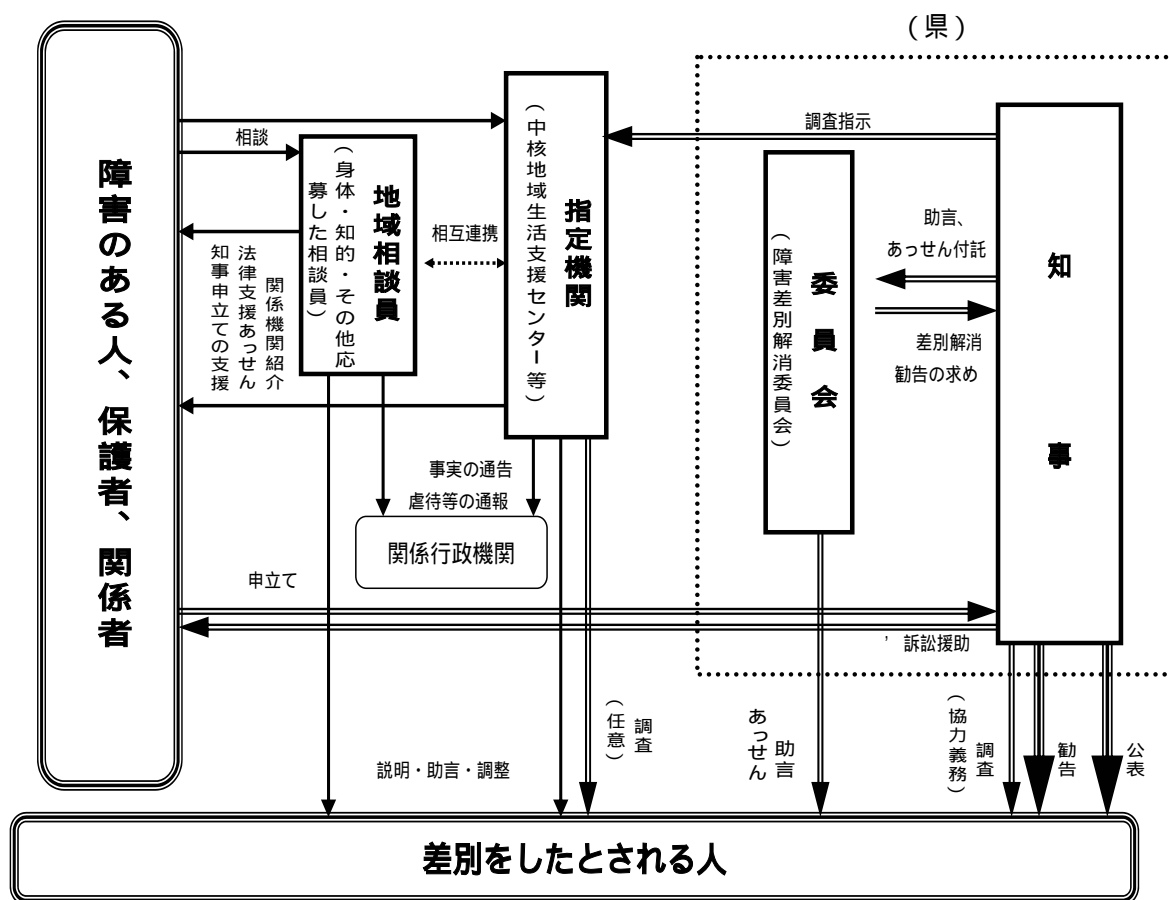 （県）
障害のある人、保護者、関係者
相談
地域相談員
（身体・知的・その他応
募した相談員）
関係機関紹介
法律支援あっせん
知事申立ての支援
相互連携
指定機関
（中核地域生活支援センター等）
調査指示
委員会
（障害差別解消委員会）
助言、
あっせん付託
差別解消
勧告の求め
知事
事実の通告
虐待等の通報
関係行政機関
申立て
’訴訟援助
説明・助言・調整
調査
（任意）
助言
あっせん
調査
（協力義務）
勧告
公表
差別をしたとされる人